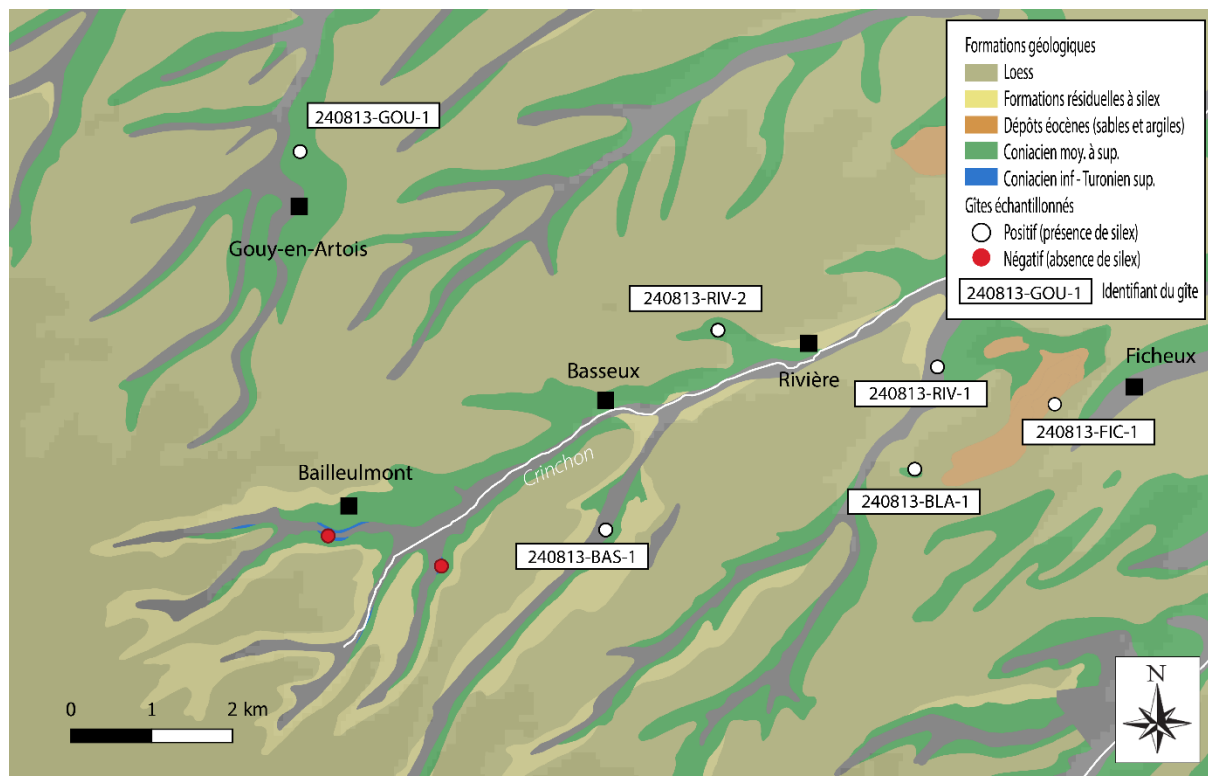 Formations géologiques
Loess
Formations résiduelles à silex
Dépôts éocènes (sables et argiles)
Coniacien moy. à sup.
Coniacien inf - Turonien sup.
Gîtes échantillonnés
Positif (présence de silex)
Négatif (absence de silex)
240813-GOU-1 Identifiant du gîte
240813-GOU-1
Gouy-en-Artois
240813-RIV-2
Rivière
Basseux
Ficheux
240813-RIV-1
240813-FIC-1
Bailleulmont
Crinchon
240813-BLA-1
240813-BAS-1
0 1 2 km
N